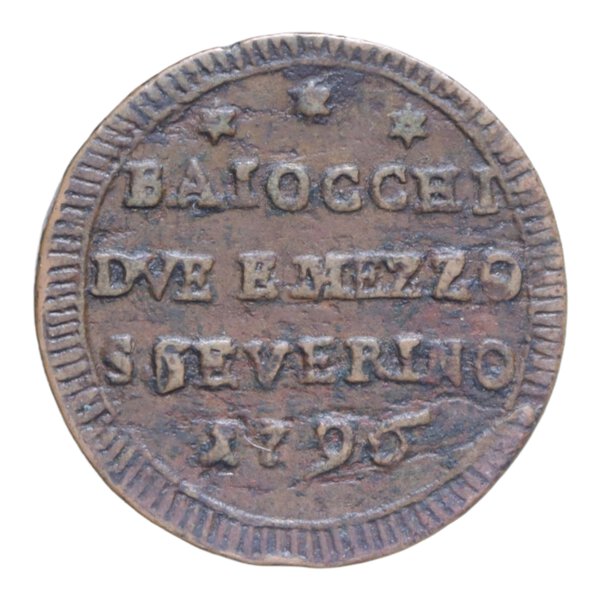 BAIOCCHI
DVE E MEZZO
S SEVERINO
1796